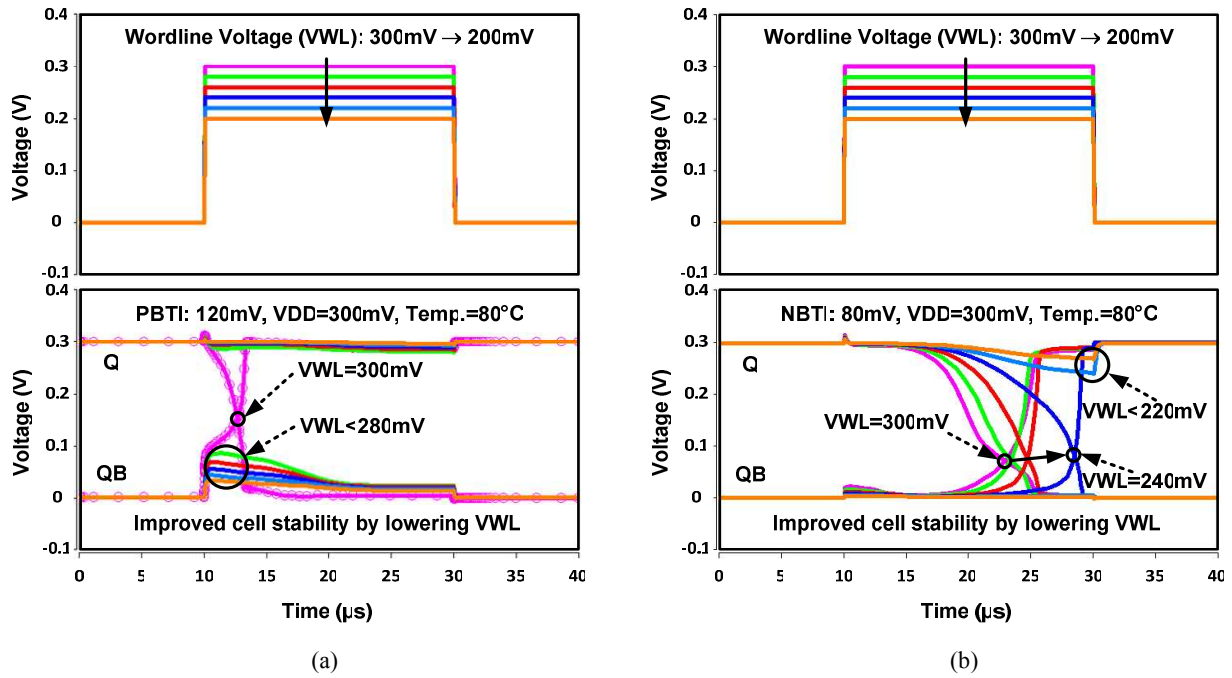 Wordline Voltage (VWL): 300mV → 200mV
Voltage (V)
0.4
0.3
0.2
0.1
0
-0.1
PBTI: 120mV, VDD=300mV, Temp.=80°C
Q
VWL=300mV
VWL<280mV
QB
Improved cell stability by lowering VWL
Voltage (V)
0.4
0.3
0.2
0.1
0
-0.1
0 5 10 15 20 25 30 35 40
Time (µs)
(a)
Wordline Voltage (VWL): 300mV → 200mV
Voltage (V)
0.4
0.3
0.2
0.1
0
-0.1
NBTI: 80mV, VDD=300mV, Temp.=80°C
Q
VWL<220mV
VWL=300mV
QB
VWL=240mV
Improved cell stability by lowering VWL
Voltage (V)
0.4
0.3
0.2
0.1
0
-0.1
0 5 10 15 20 25 30 35 40
Time (µs)
(b)